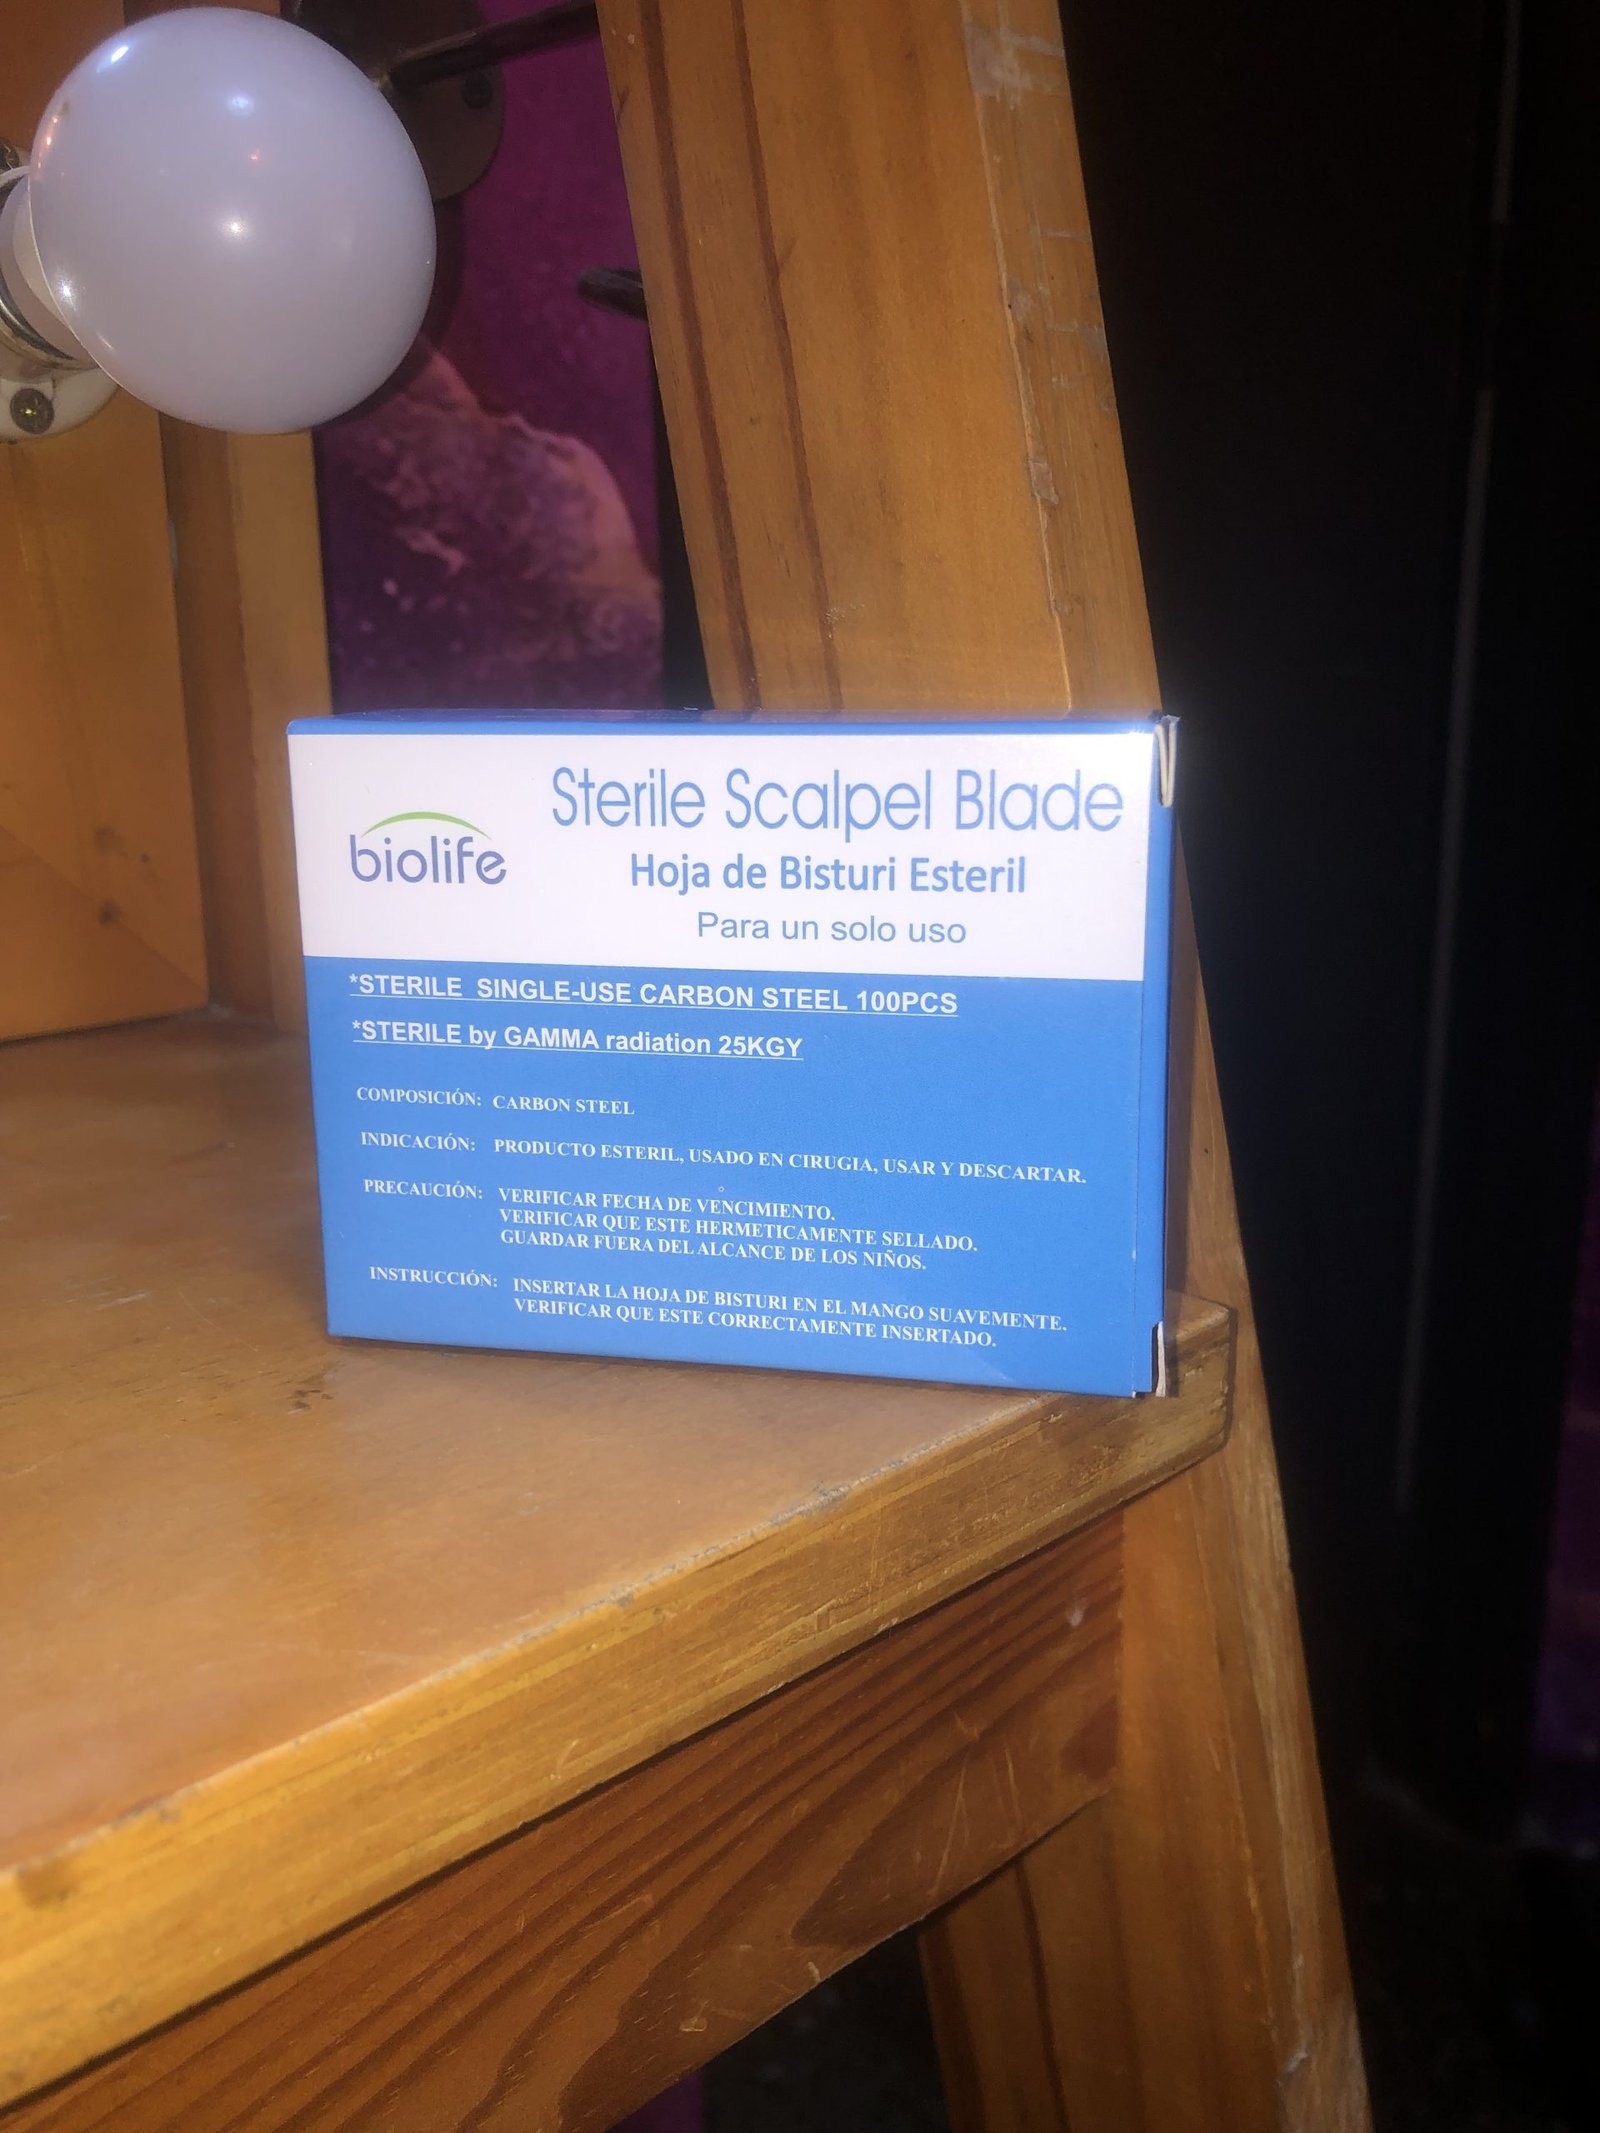 biolife
Sterile Scalpel Blade
Hoja de Bisturi Esteril
Para un solo uso
*STERILE SINGLE-USE CARBON STEEL 100PCS
*STERILE by GAMMA radiation 25KGY
COMPOSICIÓN: CARBON STEEL
INDICACIÓN: PRODUCTO ESTERIL, USADO EN CIRUGIA, USAR Y DESCARTAR.
PRECAUCIÓN: VERIFICAR FECHA DE VENCIMIENTO.
VERIFICAR QUE ESTE HERMETICAMENTE SELLADO.
GUARDAR FUERA DEL ALCANCE DE LOS NIÑOS.
INSTRUCCIÓN: INSERTAR LA HOJA DE BISTURI EN EL MANGO SUAVEMENTE.
VERIFICAR QUE ESTE CORRECTAMENTE INSERTADO.